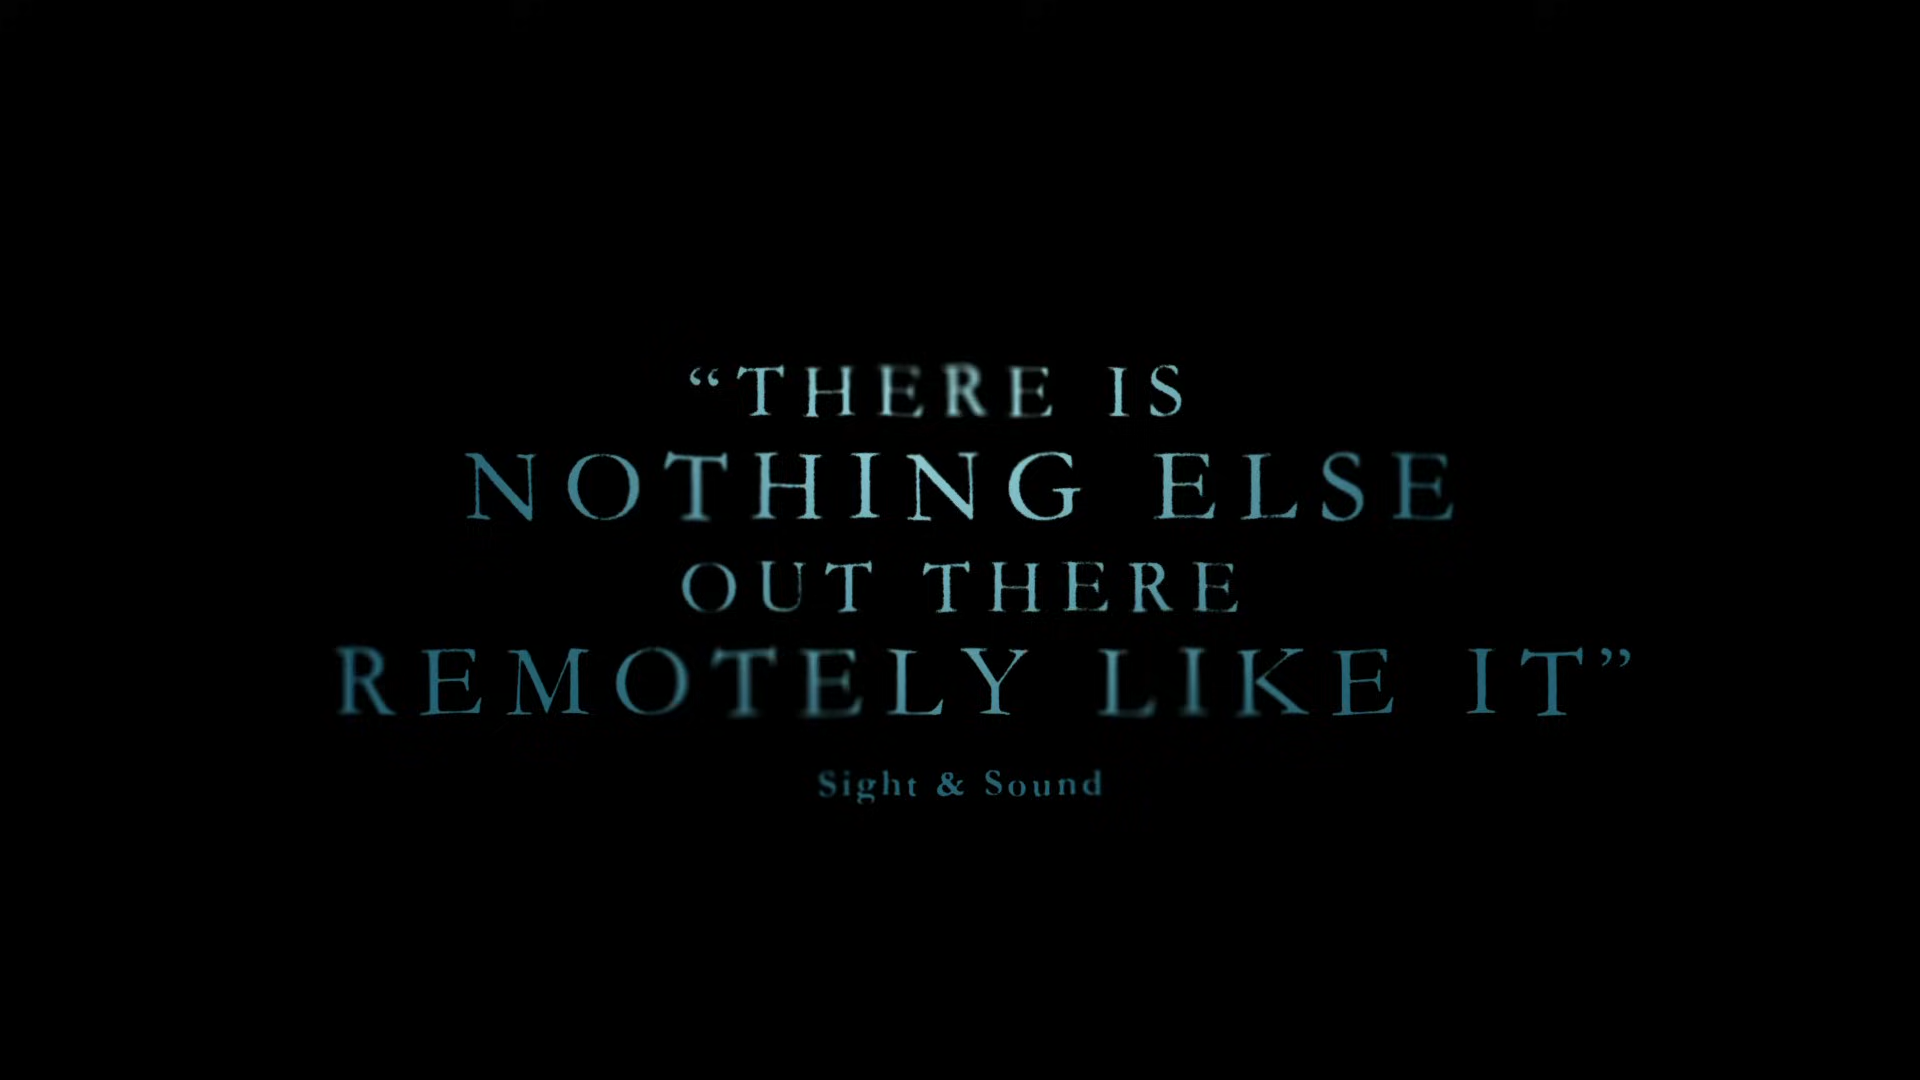 “THERE IS
NOTHING ELSE
OUT THERE
REMOTELY LIKE IT”
Sight & Sound